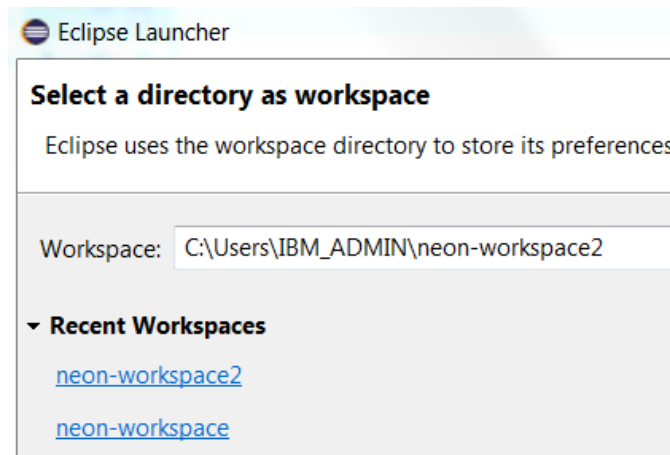 Eclipse Launcher
Select a directory as workspace
Eclipse uses the workspace directory to store its preferences
Workspace: C:\Users\IBM_ADMIN\neon-workspace2
Recent Workspaces
neon-workspace2
neon-workspace